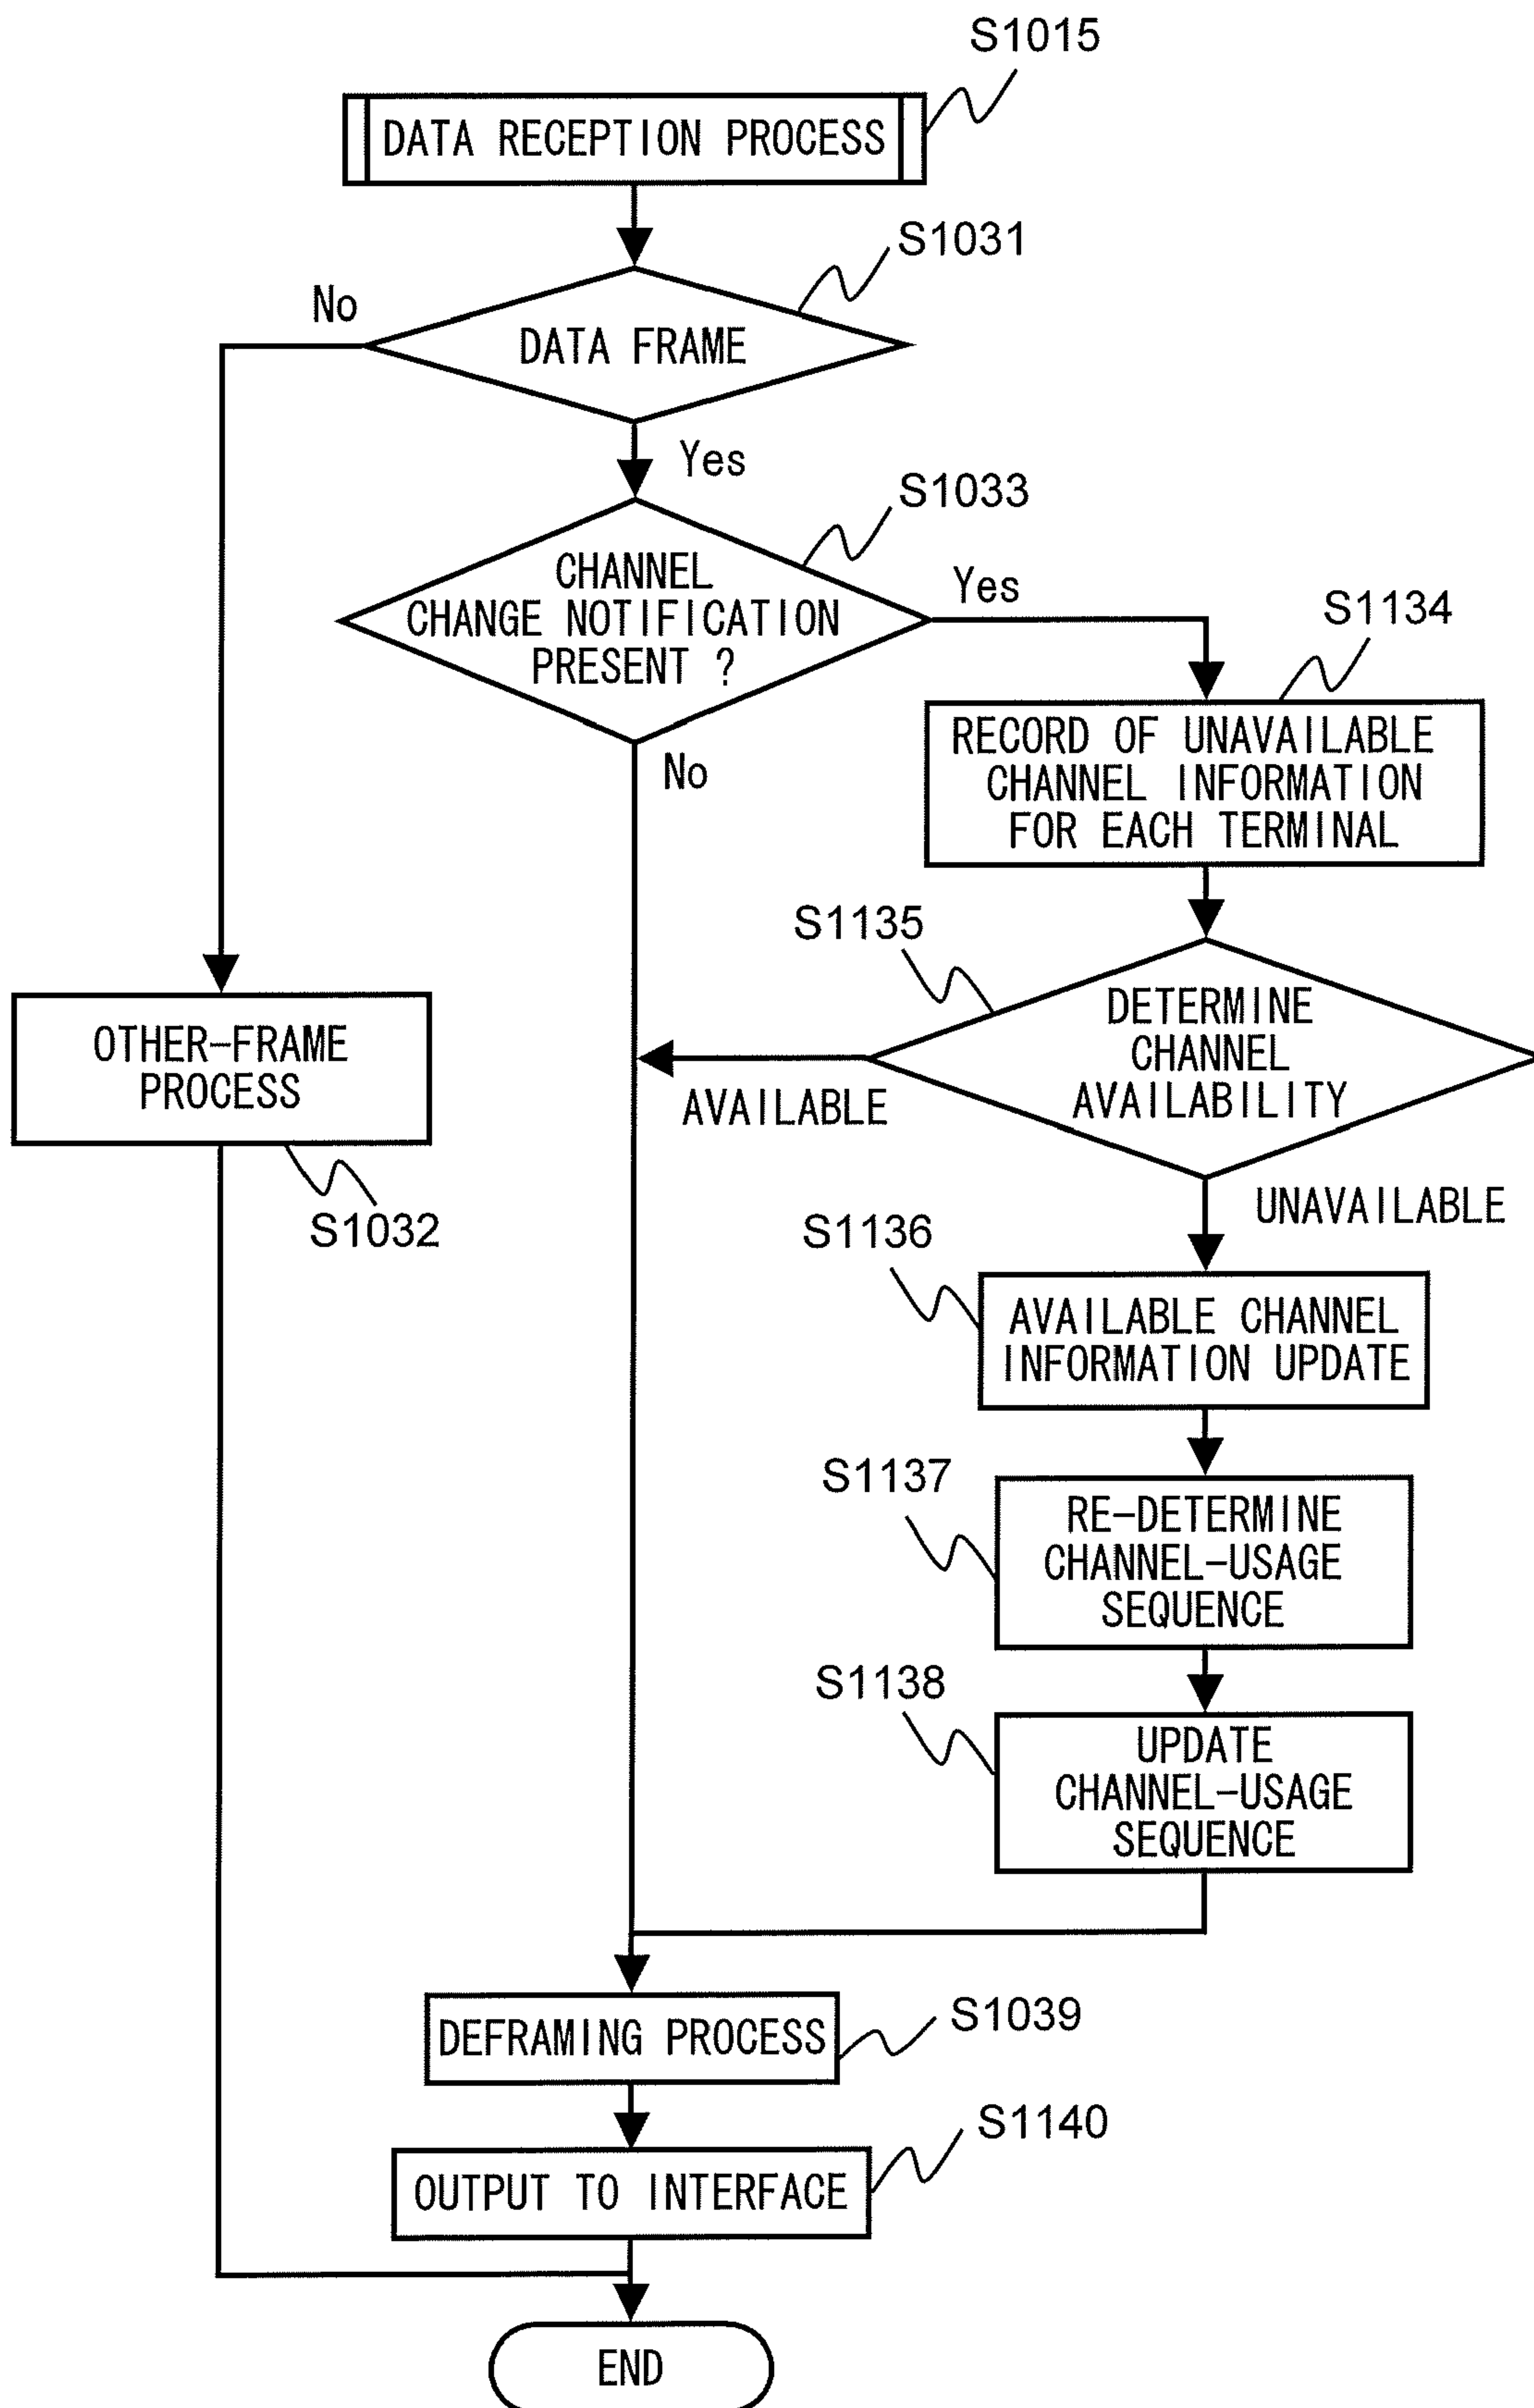 S1015
DATA RECEPTION PROCESS
S1031
No
DATA FRAME
Yes
S1033
CHANNEL
CHANGE NOTIFICATION
PRESENT ?
Yes
S1134
No
RECORD OF UNAVAILABLE
CHANNEL INFORMATION
FOR EACH TERMINAL
S1135
DETERMINE
CHANNEL
AVAILABILITY
AVAILABLE
OTHER-FRAME
PROCESS
S1032
UNAVAILABLE
S1136
AVAILABLE CHANNEL
INFORMATION UPDATE
S1137
RE-DETERMINE
CHANNEL-USAGE
SEQUENCE
S1138
UPDATE
CHANNEL-USAGE
SEQUENCE
DEFRAMING PROCESS
S1039
S1140
OUTPUT TO INTERFACE
END